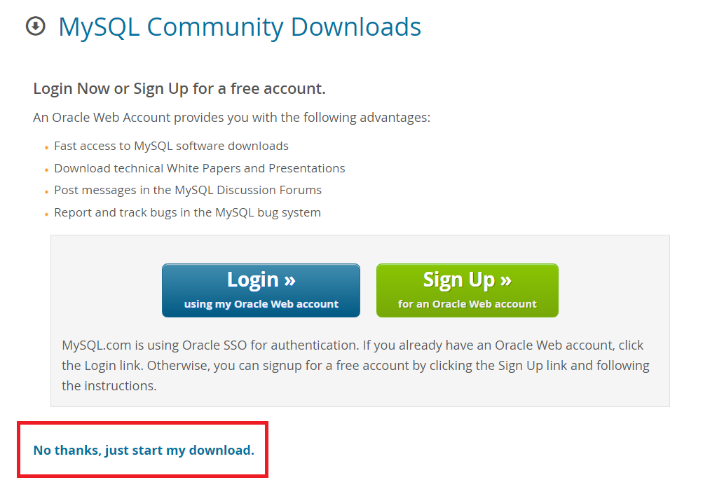 MySQL Community Downloads
Login Now or Sign Up for a free account.
An Oracle Web Account provides you with the following advantages:
Fast access to MySQL software downloads
Download technical White Papers and Presentations
Post messages in the MySQL Discussion Forums
Report and track bugs in the MySQL bug system
Login »
using my Oracle Web account
Sign Up »
for an Oracle Web account
MySQL.com is using Oracle SSO for authentication. If you already have an Oracle Web account, click
the Login link. Otherwise, you can signup for a free account by clicking the Sign Up link and following
the instructions.
No thanks, just start my download.